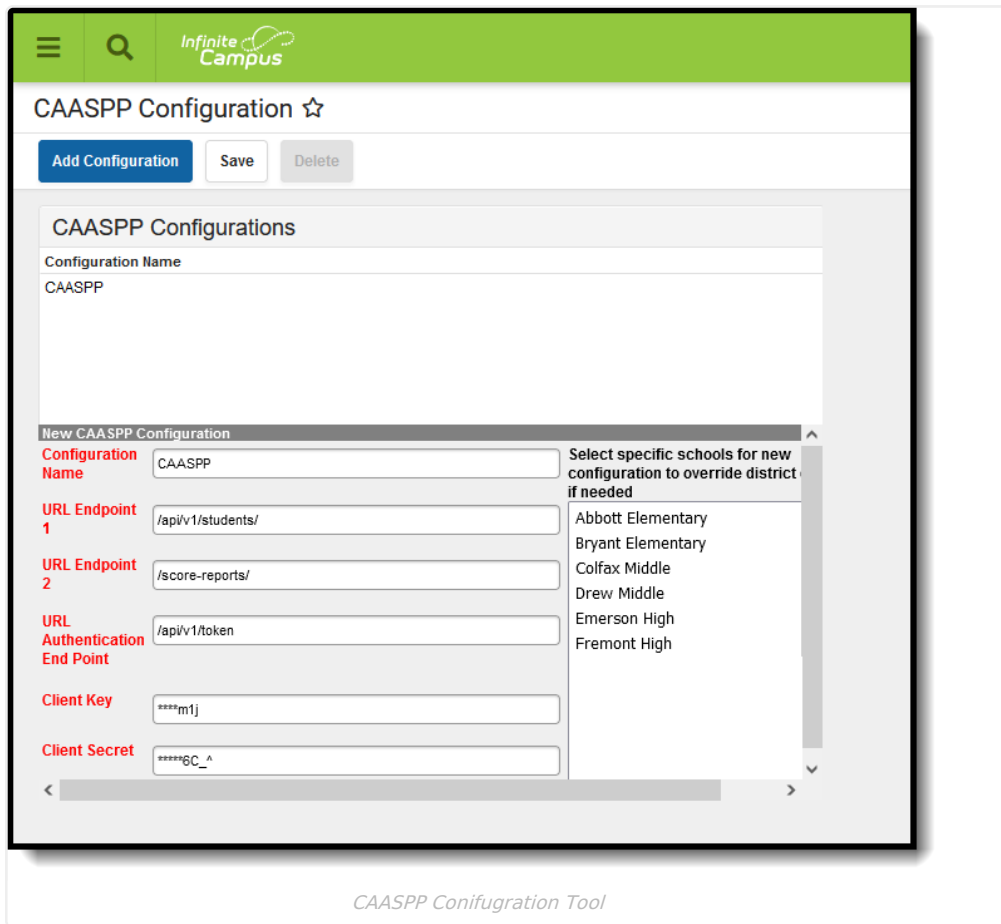 Infinite
Campus
CAASPP Configuration
Add Configuration Save Delete
CAASPP Configurations
Configuration Name
CAASPP
New CAASPP Configuration
Configuration
Name
CAASPP
URL Endpoint
1
/api/v1/students/
URL Endpoint
2
/score-reports/
URL
Authentication
End Point
/api/v1/token
Client Key
****m1j
Client Secret
*****6C_^
Select specific schools for new
configuration to override district
if needed
Abbott Elementary
Bryant Elementary
Colfax Middle
Drew Middle
Emerson High
Fremont High
CAASPP Conifugration Tool